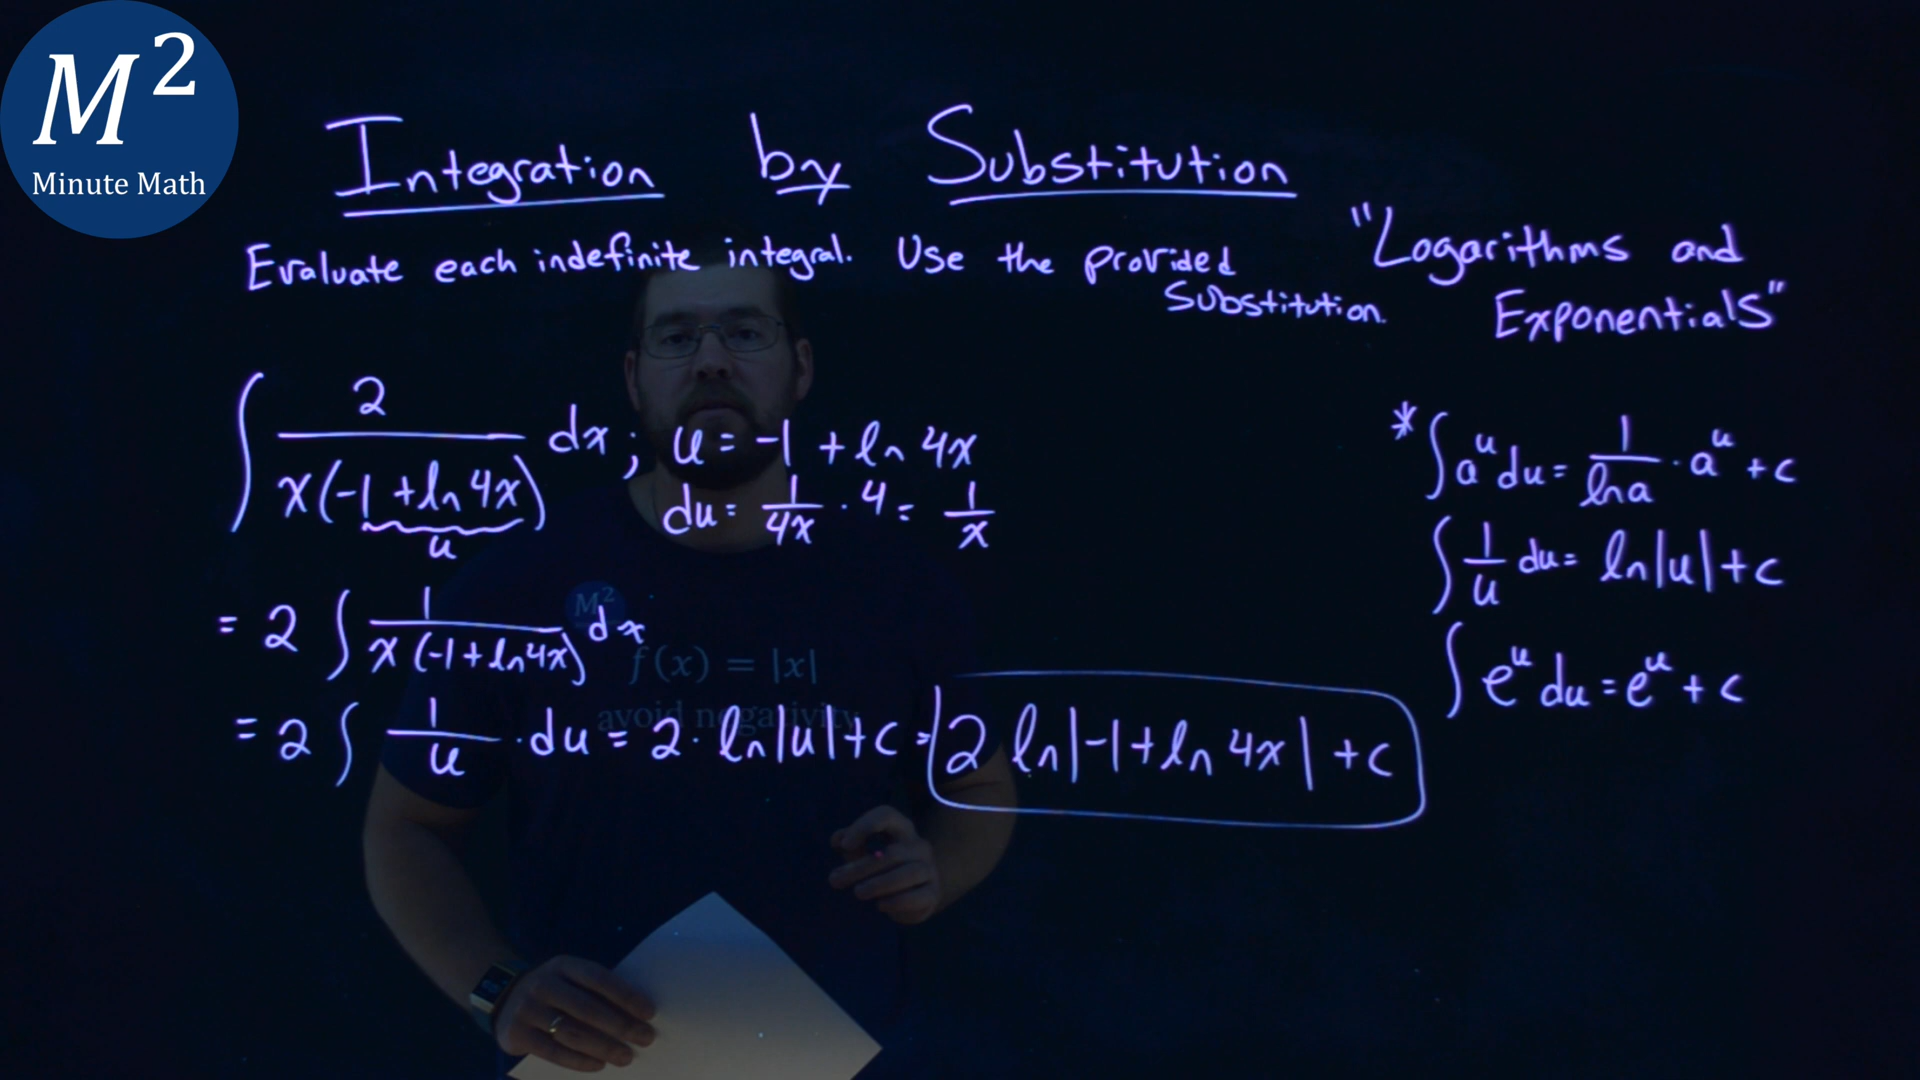 M²
Minute Math
Integration by Substitution
Evaluate each indefinite integral. Use the provided
Substitution.
"Logarithms and
Exponentials"
∫ 2/(x(-1+ln 4x)) dx ; u = -1 + ln 4x
u
du = 1/4x · 4 = 1/x
= 2 ∫ 1/(x(-1+ln 4x)) dx
= 2 ∫ 1/u · du = 2 · ln|u| + c = 2 ln|-1+ln 4x| + c
* ∫ a^u du = 1/ln a · a^u + c
∫ 1/u du = ln|u| + c
∫ e^u du = e^u + c
M²
f(x) = |x|
avoid negativity